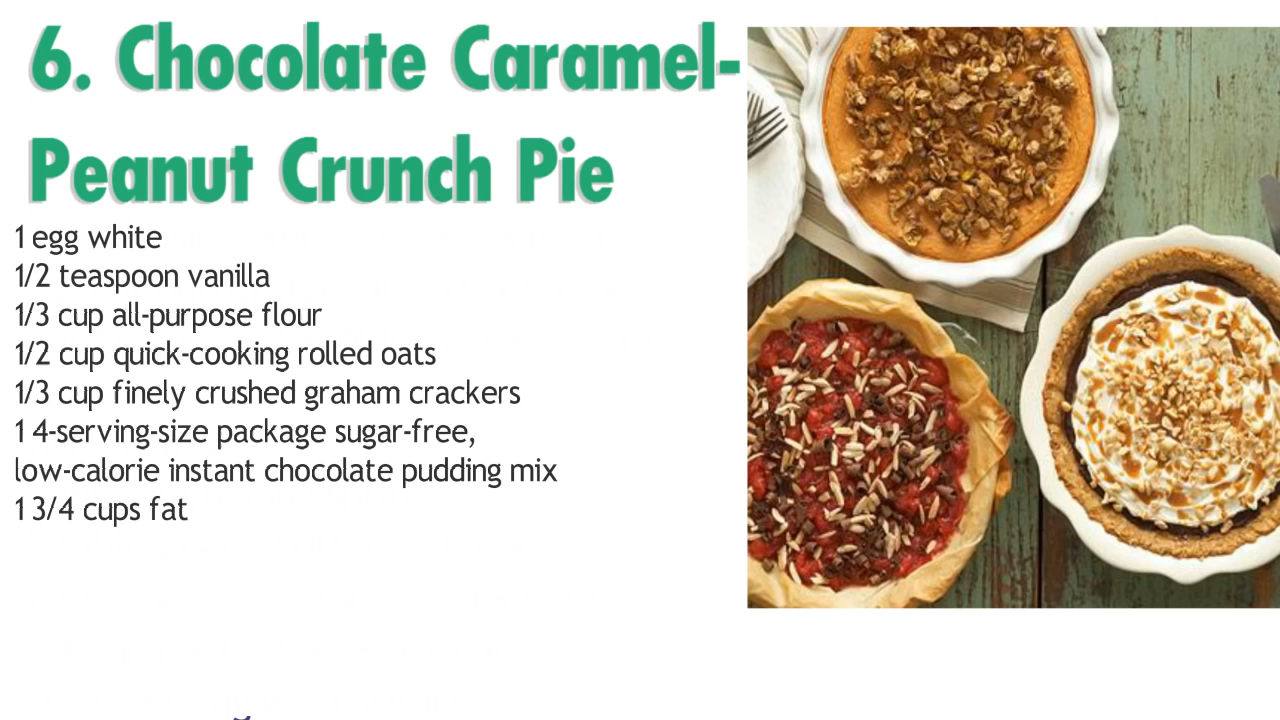 6. Chocolate Caramel-
Peanut Crunch Pie
1 egg white
1/2 teaspoon vanilla
1/3 cup all-purpose flour
1/2 cup quick-cooking rolled oats
1/3 cup finely crushed graham crackers
1 4-serving-size package sugar-free,
low-calorie instant chocolate pudding mix
1 3/4 cups fat